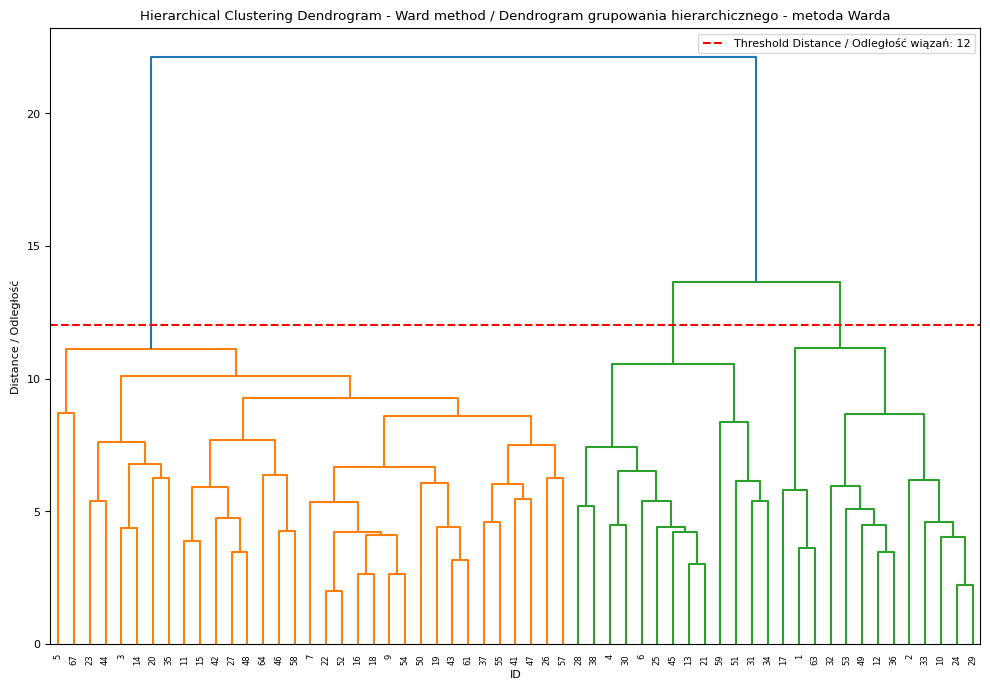 Hierarchical Clustering Dendrogram - Ward method / Dendrogram grupowania hierarchicznego - metoda Warda
Threshold Distance / Odległość wiązań: 12
Distance / Odległość
20
15
10
5
0
5 67 23 44 3 14 20 35 11 15 42 27 48 64 46 58 7 22 52 16 18 9 54 50 19 43 61 37 55 41 47 26 57 28 38 4 30 6 25 45 13 21 59 51 31 34 17 1 63 32 53 49 12 36 2 33 10 24 29
ID